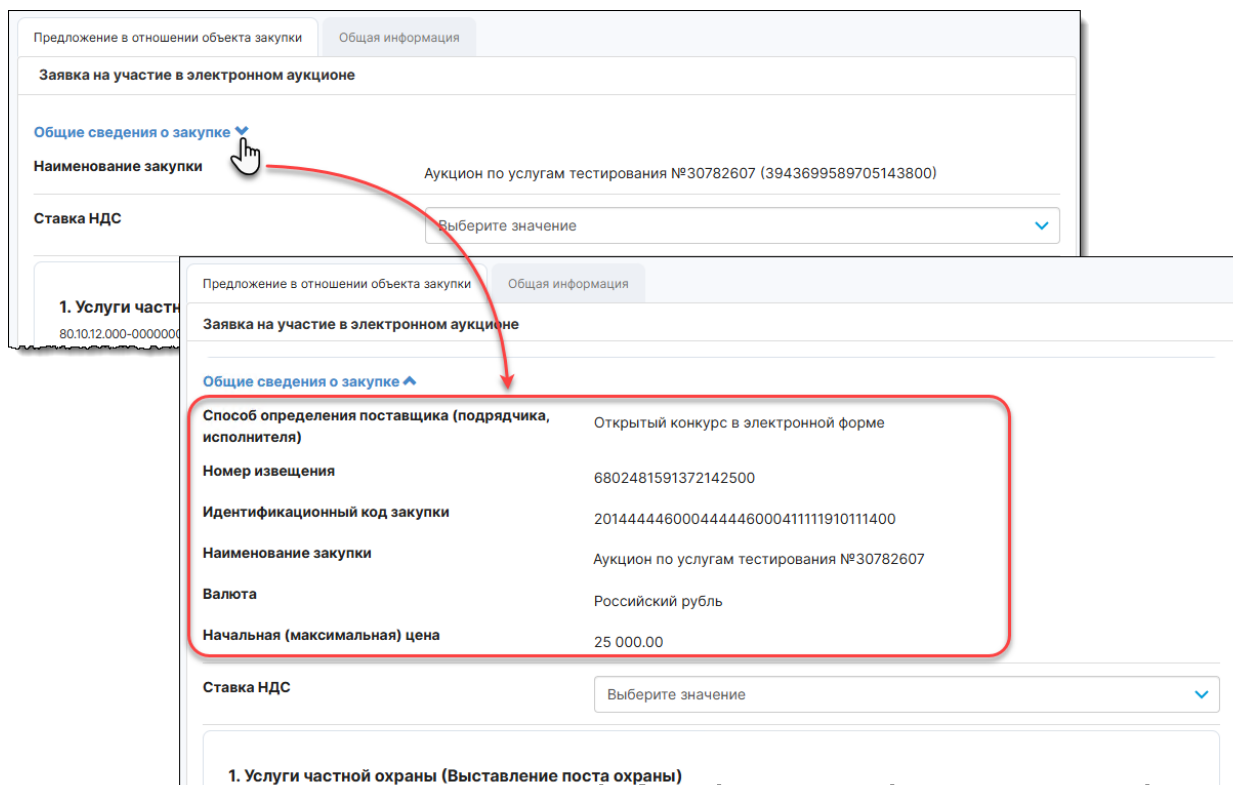 Предложение в отношении объекта закупки Общая информация
Заявка на участие в электронном аукционе
Общие сведения о закупке
Наименование закупки Аукцион по услугам тестирования №30782607 (3943699589705143800)
Ставка НДС Выберите значение
1. Услуги частн
80.10.12.000-0000000
Предложение в отношении объекта закупки Общая информация
Заявка на участие в электронном аукционе
Общие сведения о закупке
Способ определения поставщика (подрядчика,
исполнителя) Открытый конкурс в электронной форме
Номер извещения 6802481591372142500
Идентификационный код закупки 201444446000444446000411111910111400
Наименование закупки Аукцион по услугам тестирования №30782607
Валюта Российский рубль
Начальная (максимальная) цена 25 000.00
Ставка НДС Выберите значение
1. Услуги частной охраны (Выставление поста охраны)